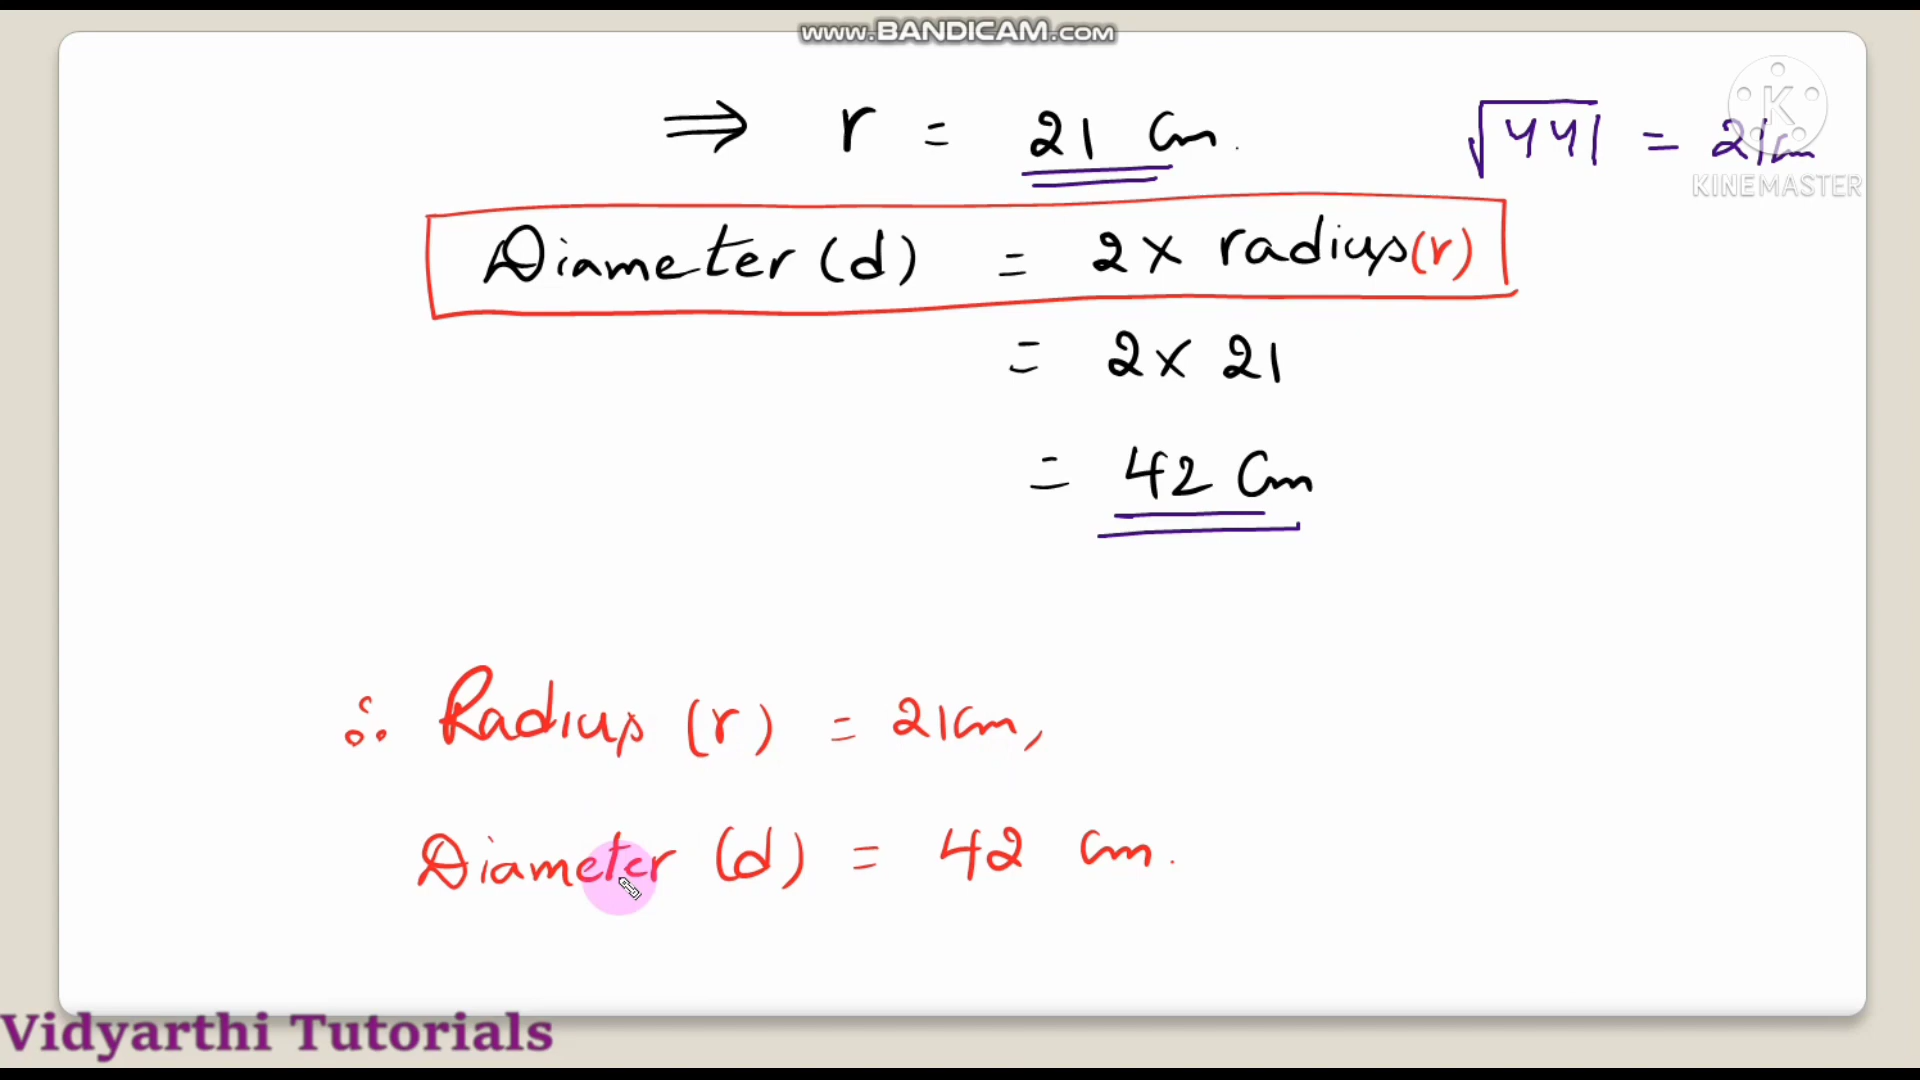 www.BANDICAM.com
⇒ r = 21 cm.
√441 = 21cm
KINEMASTER
Diameter (d) = 2 × radius(r)
= 2 × 21
= 42 cm
∴ Radius (r) = 21cm,
Diameter (d) = 42 cm.
Vidyarthi Tutorials